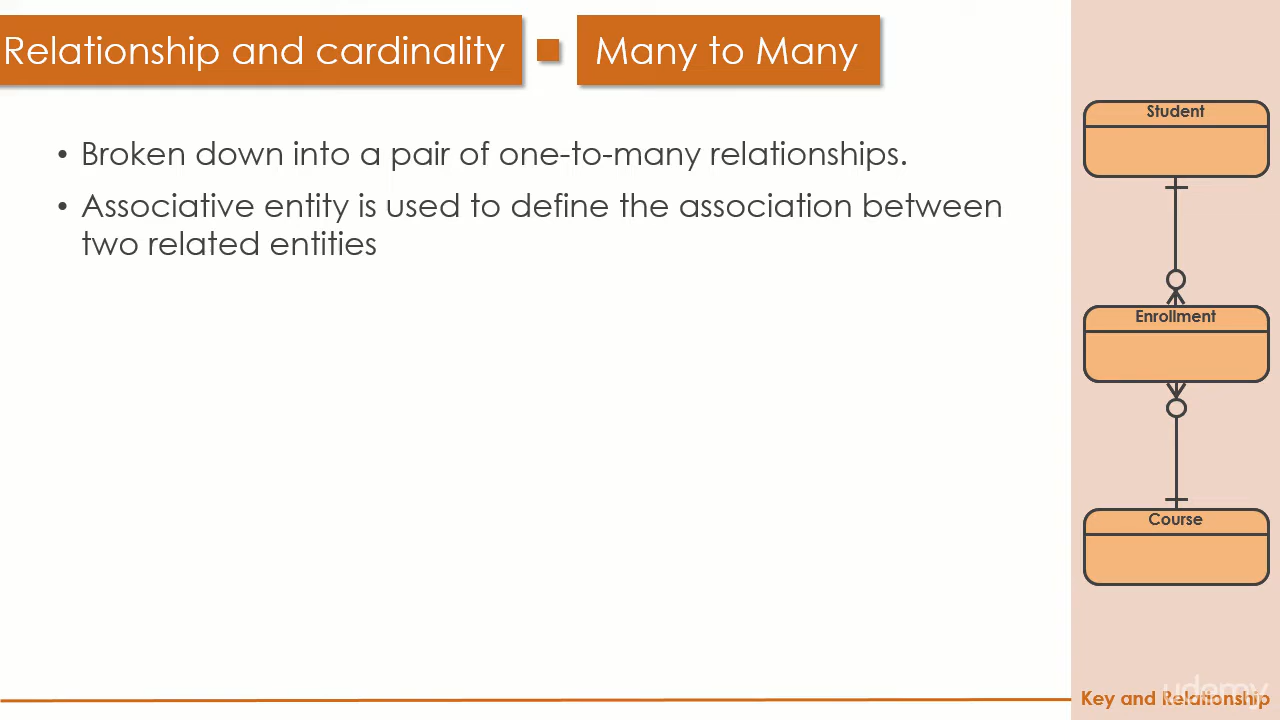 Relationship and cardinality
Many to Many
• Broken down into a pair of one-to-many relationships.
• Associative entity is used to define the association between
two related entities
Student
Enrollment
Course
Key and Relationship
udemy